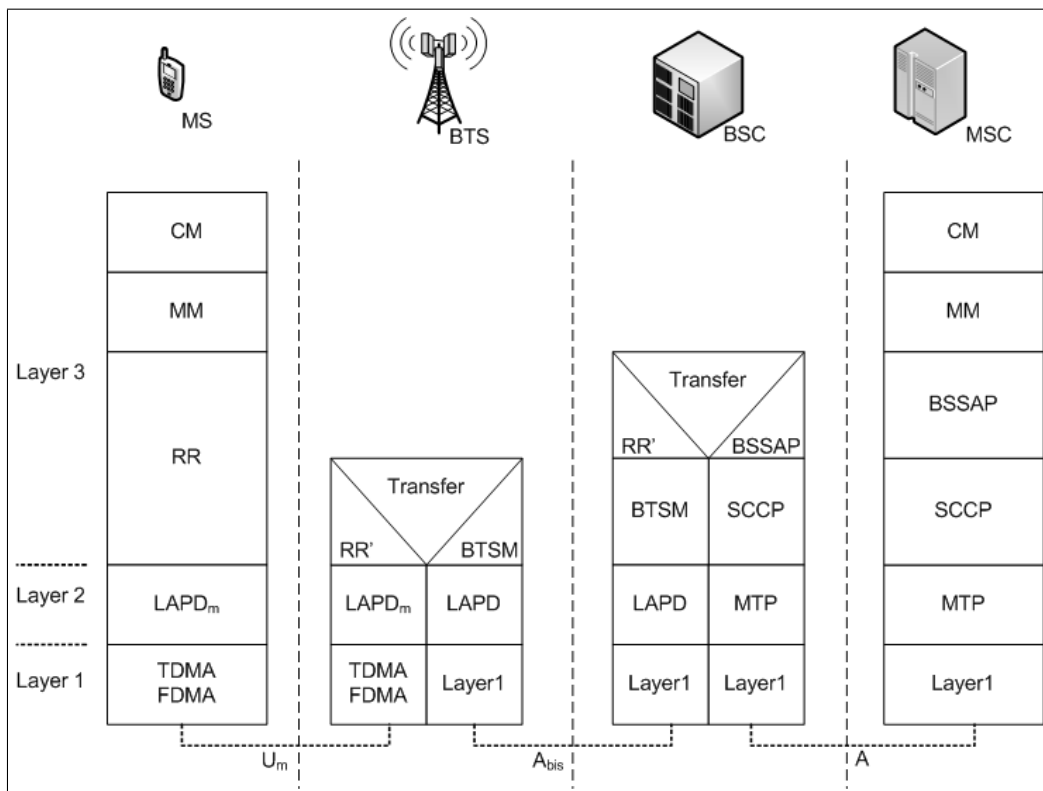 MS
BTS
BSC
MSC
CM
CM
MM
MM
Layer 3
Transfer
BSSAP
RR
RR’
BSSAP
Transfer
BTSM
SCCP
SCCP
RR’
BTSM
Layer 2
LAPDm
LAPDm
LAPD
LAPD
MTP
MTP
Layer 1
TDMA
FDMA
TDMA
FDMA
Layer1
Layer1
Layer1
Layer1
Um
Abis
A